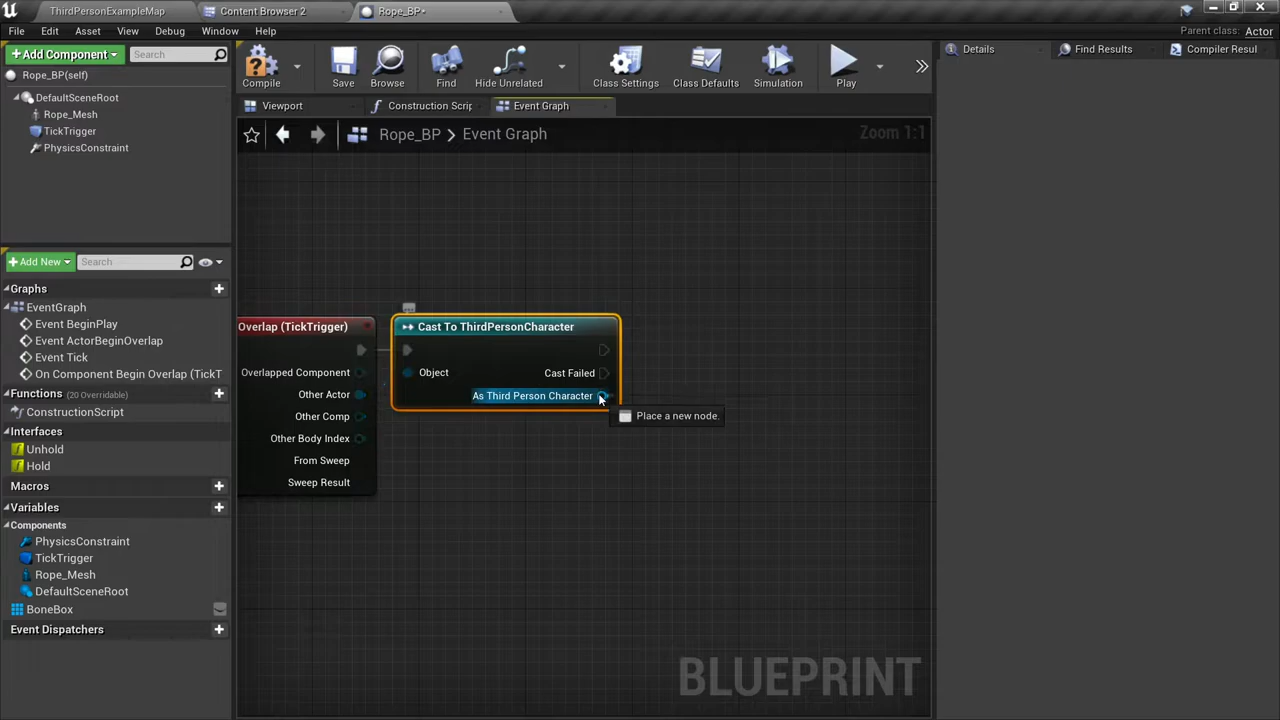 ThirdPersonExampleMap
Content Browser 2
Rope_BP*
File
Edit
Asset
View
Debug
Window
Help
Parent class: Actor
Add Component
Search
Rope_BP(self)
DefaultSceneRoot
Rope_Mesh
TickTrigger
PhysicsConstraint
Compile
Save
Browse
Find
Hide Unrelated
Class Settings
Class Defaults
Simulation
Play
Details
Find Results
Compiler Resul
Viewport
Construction Scrip
Event Graph
Rope_BP > Event Graph
Zoom 1:1
Add New
Search
Graphs
EventGraph
Event BeginPlay
Event ActorBeginOverlap
Event Tick
On Component Begin Overlap (TickT
Functions (20 Overridable)
ConstructionScript
Interfaces
Unhold
Hold
Macros
Variables
Components
PhysicsConstraint
TickTrigger
Rope_Mesh
DefaultSceneRoot
BoneBox
Event Dispatchers
Overlap (TickTrigger)
Overlapped Component
Other Actor
Other Comp
Other Body Index
From Sweep
Sweep Result
Cast To ThirdPersonCharacter
Object
Cast Failed
As Third Person Character
Place a new node.
BLUEPRINT